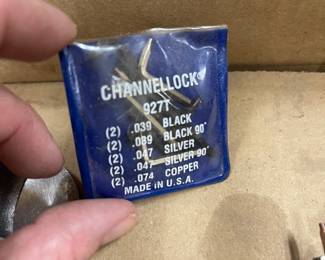 CHANNELLOCK®
927T
(2) .039 BLACK
(2) .039 BLACK 90°
(2) .047 SILVER
(2) .047 SILVER 90°
(2) .074 COPPER
MADE IN U.S.A.